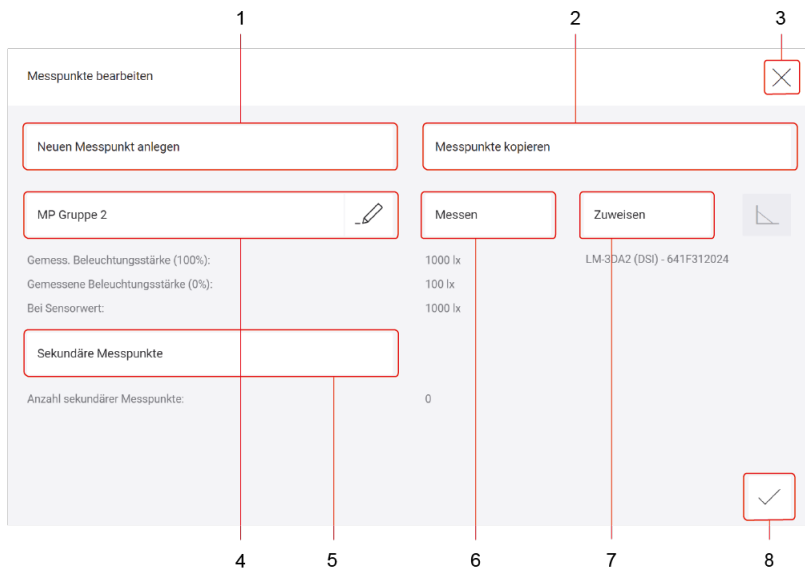 1 2 3
Messpunkte bearbeiten
Neuen Messpunkt anlegen Messpunkte kopieren
MP Gruppe 2 Messen Zuweisen
Gemess. Beleuchtungsstärke (100%): 1000 lx LM-3DA2 (DSI) - 641F312024
Gemessene Beleuchtungsstärke (0%): 100 lx
Bei Sensorwert: 1000 lx
Sekundäre Messpunkte
Anzahl sekundärer Messpunkte: 0
4 5 6 7 8